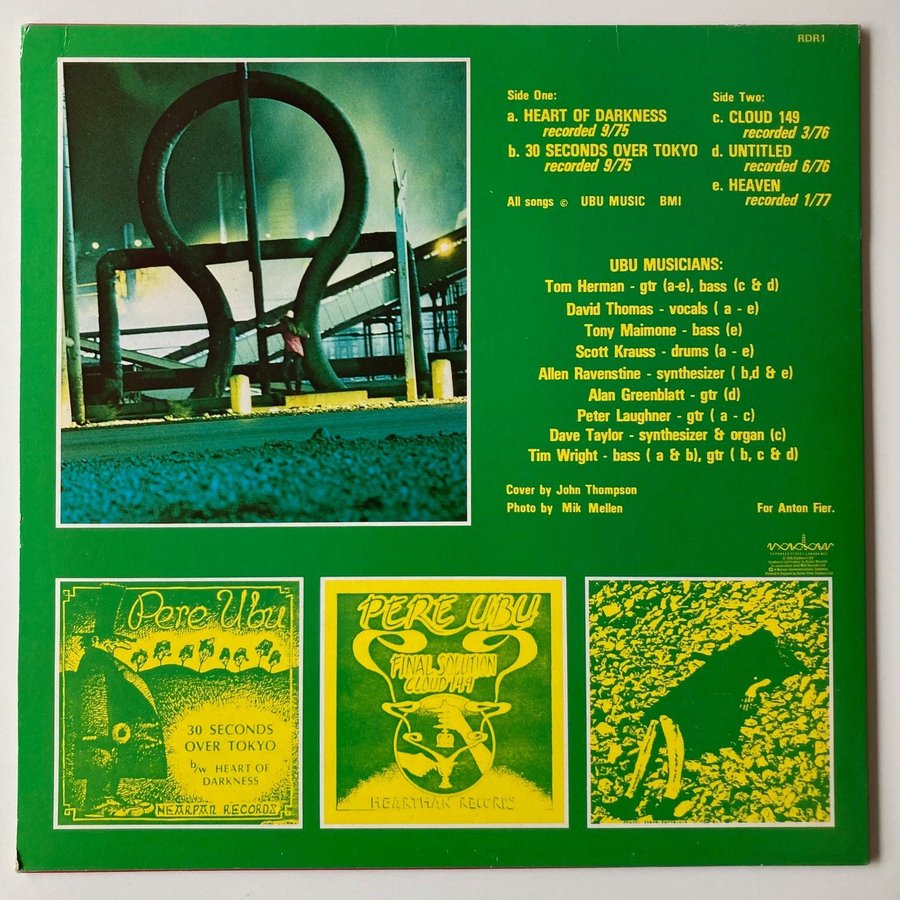 RDR1
Side One:
a. HEART OF DARKNESS
recorded 9/75
b. 30 SECONDS OVER TOKYO
recorded 9/75
All songs © UBU MUSIC BMI
Side Two:
c. CLOUD 149
recorded 3/76
d. UNTITLED
recorded 6/76
e. HEAVEN
recorded 1/77
UBU MUSICIANS:
Tom Herman - gtr (a-e), bass (c & d)
David Thomas - vocals ( a - e)
Tony Maimone - bass (e)
Scott Krauss - drums (a - e)
Allen Ravenstine - synthesizer ( b,d & e)
Alan Greenblatt - gtr (d)
Peter Laughner - gtr ( a - c)
Dave Taylor - synthesizer & organ (c)
Tim Wright - bass ( a & b), gtr ( b, c & d)
Cover by John Thompson
Photo by Mik Mellen
For Anton Fier.
radar
Pere Ubu
30 SECONDS
OVER TOKYO
b/w HEART OF
DARKNESS
HEARPAN RECORDS
PERE UBU
FINAL SOLUTION
CLOUD 149
HEARTHAN RECORDS